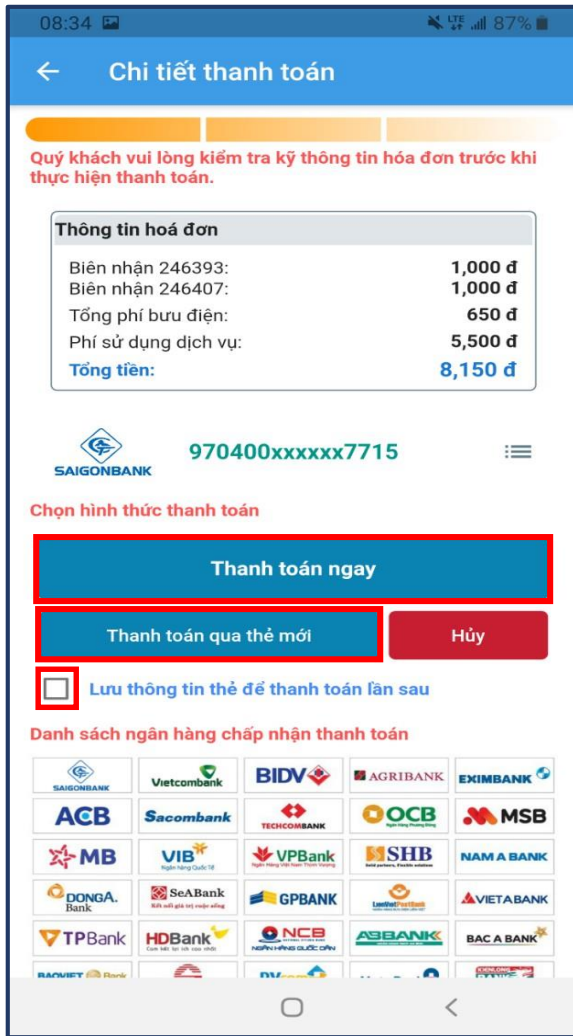 08:34 LTE 87%
Chi tiết thanh toán
Quý khách vui lòng kiểm tra kỹ thông tin hóa đơn trước khi
thực hiện thanh toán.
Thông tin hoá đơn
Biên nhận 246393: 1,000 đ
Biên nhận 246407: 1,000 đ
Tổng phí bưu điện: 650 đ
Phí sử dụng dịch vụ: 5,500 đ
Tổng tiền: 8,150 đ
SAIGONBANK 970400xxxxxx7715
Chọn hình thức thanh toán
Thanh toán ngay
Thanh toán qua thẻ mới Hủy
Lưu thông tin thẻ để thanh toán lần sau
Danh sách ngân hàng chấp nhận thanh toán
SAIGONBANK Vietcombank BIDV AGRIBANK EXIMBANK
ACB Sacombank TECHCOMBANK OCB MSB
MB VIB VPBank SHB NAM A BANK
DONGA Bank SeABank GPBANK LienVietPostBank VIETABANK
TPBank HDBank NCB ABBANK BAC A BANK
BAOVIET Bank